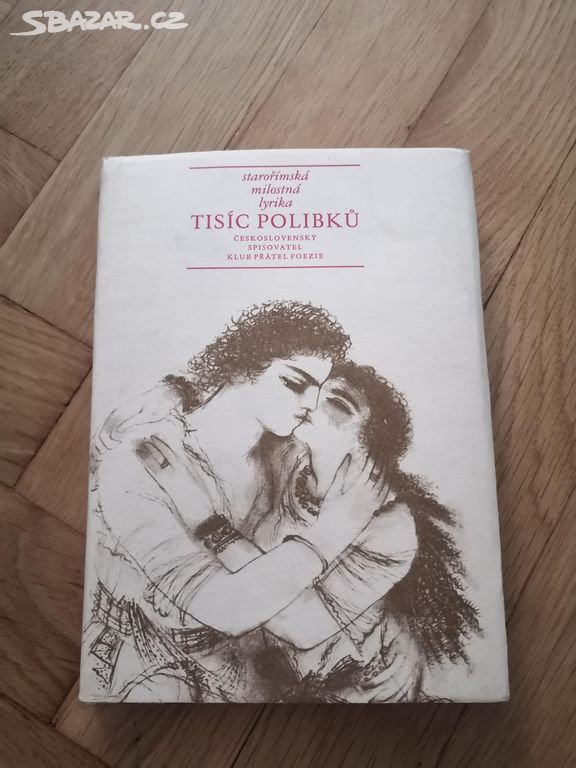 SBAZAR.CZ
starořímská
milostná
lyrika
TISÍC POLIBKŮ
ČESKOSLOVENSKÝ
SPISOVATEL
KLUB PŘÁTEL POEZIE